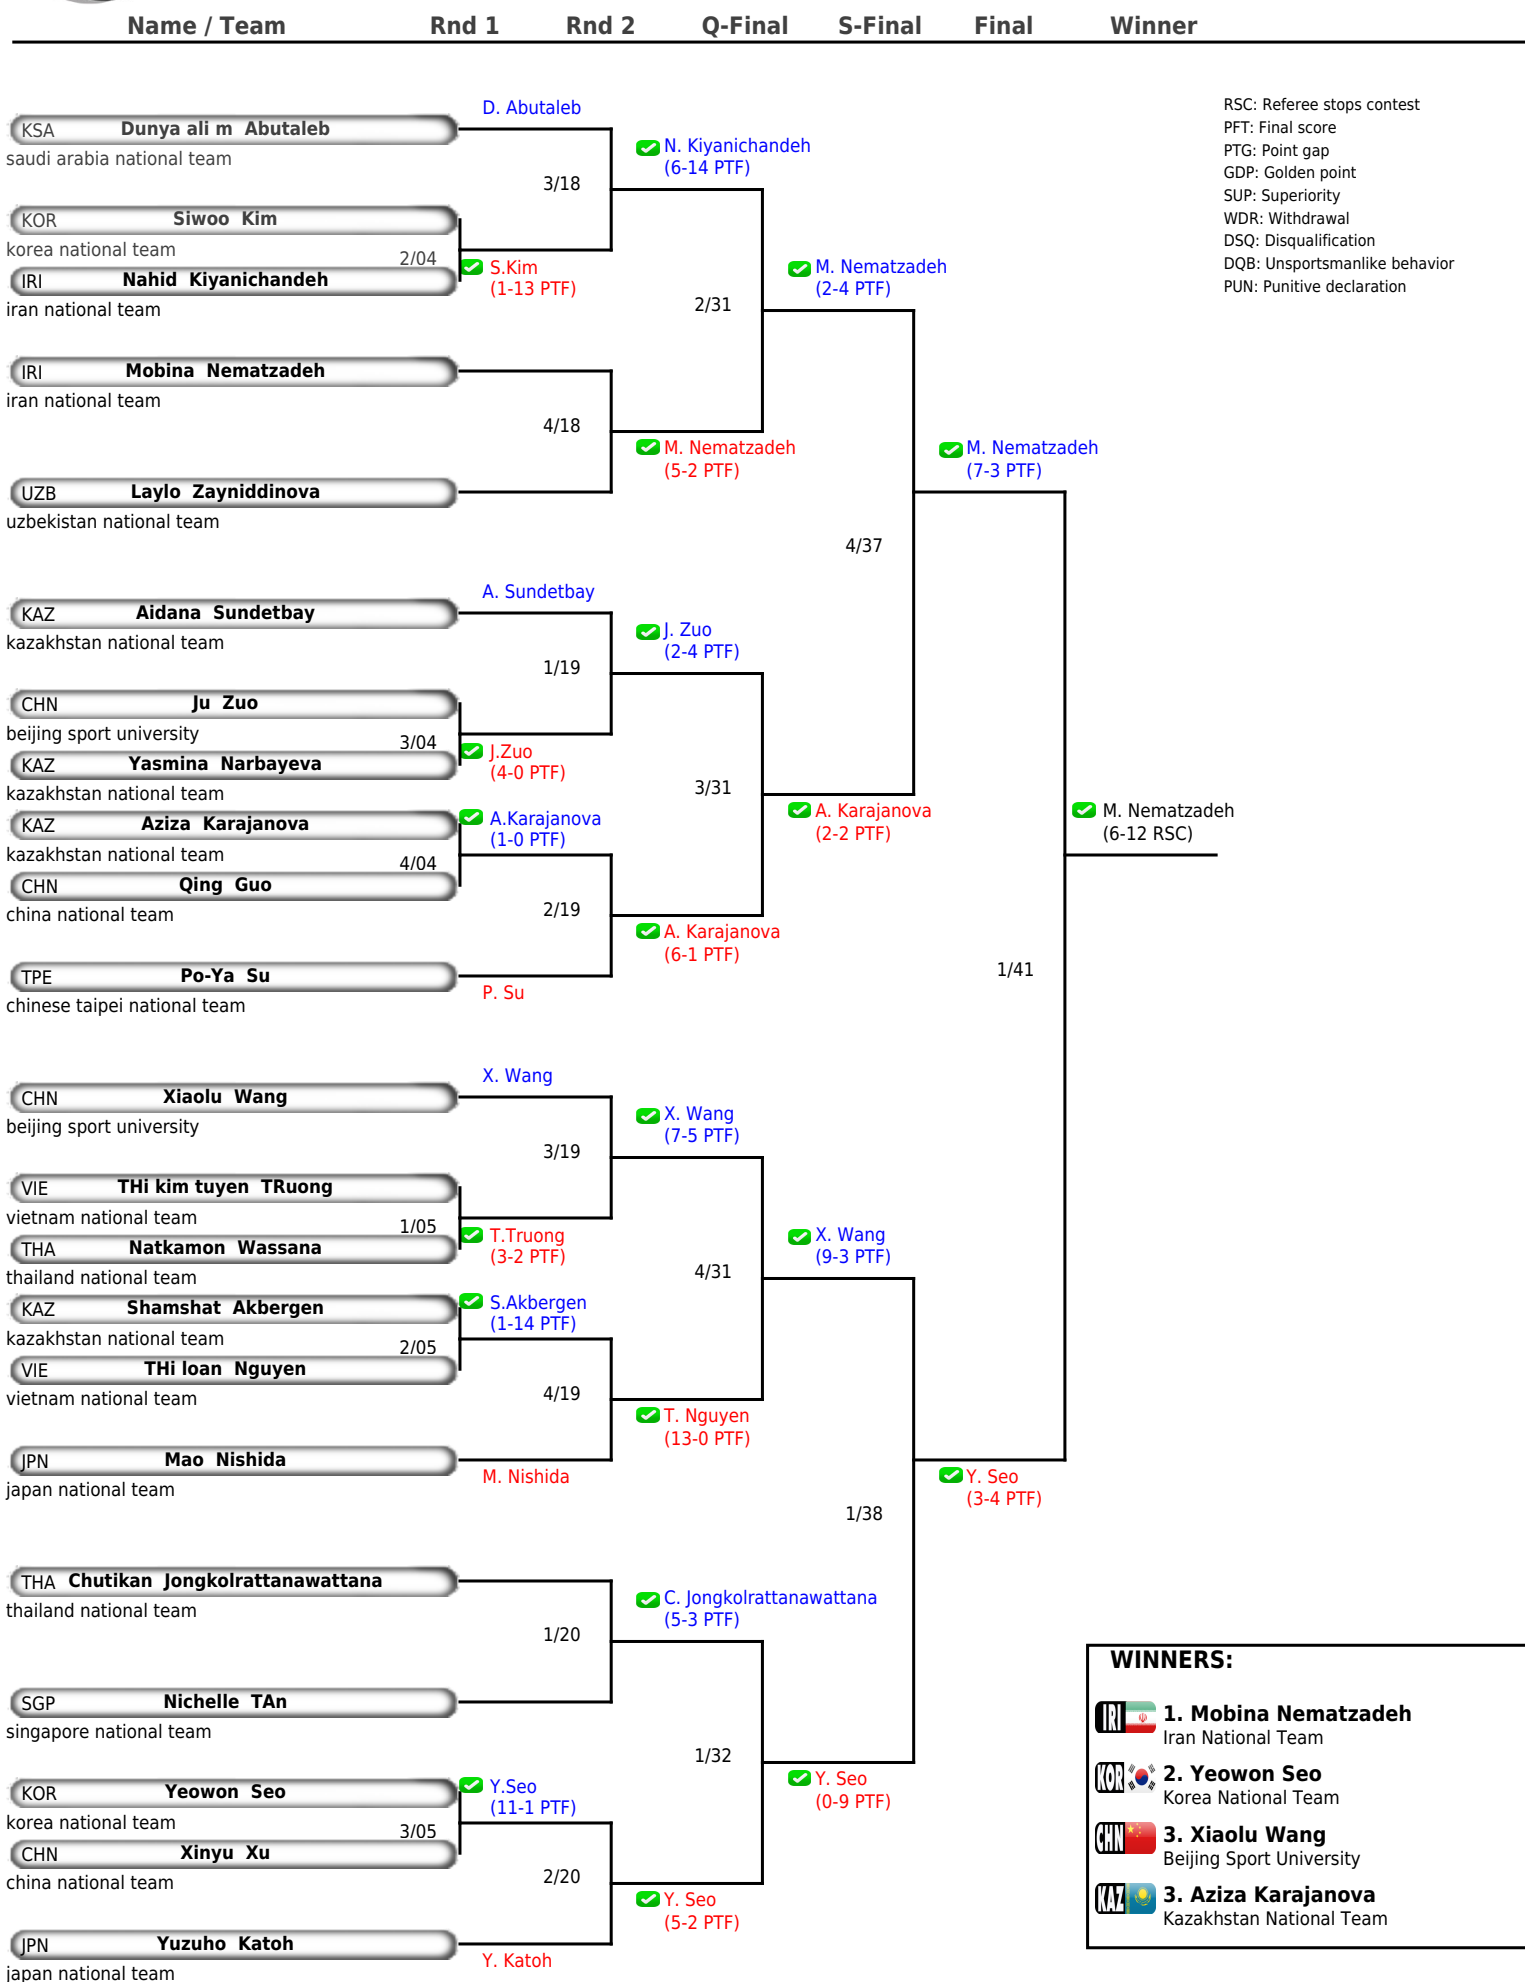 Name / Team Rnd 1 Rnd 2 Q-Final S-Final Final Winner
RSC: Referee stops contest
PFT: Final score
PTG: Point gap
GDP: Golden point
SUP: Superiority
WDR: Withdrawal
DSQ: Disqualification
DQB: Unsportsmanlike behavior
PUN: Punitive declaration
D. Abutaleb
KSA Dunya ali m Abutaleb
saudi arabia national team
N. Kiyanichandeh
(6-14 PTF)
3/18
KOR Siwoo Kim
korea national team
2/04
S.Kim
(1-13 PTF)
IRI Nahid Kiyanichandeh
iran national team
M. Nematzadeh
(2-4 PTF)
2/31
IRI Mobina Nematzadeh
iran national team
4/18
M. Nematzadeh
(5-2 PTF)
M. Nematzadeh
(7-3 PTF)
UZB Laylo Zayniddinova
uzbekistan national team
4/37
A. Sundetbay
KAZ Aidana Sundetbay
kazakhstan national team
J. Zuo
(2-4 PTF)
1/19
CHN Ju Zuo
beijing sport university
3/04
J.Zuo
(4-0 PTF)
KAZ Yasmina Narbayeva
kazakhstan national team
3/31
KAZ Aziza Karajanova
kazakhstan national team
A.Karajanova
(1-0 PTF)
A. Karajanova
(2-2 PTF)
M. Nematzadeh
(6-12 RSC)
4/04
CHN Qing Guo
china national team
2/19
A. Karajanova
(6-1 PTF)
TPE Po-Ya Su
chinese taipei national team
P. Su
1/41
X. Wang
CHN Xiaolu Wang
beijing sport university
X. Wang
(7-5 PTF)
3/19
VIE THi kim tuyen TRuong
vietnam national team
1/05
T.Truong
(3-2 PTF)
THA Natkamon Wassana
thailand national team
X. Wang
(9-3 PTF)
4/31
KAZ Shamshat Akbergen
kazakhstan national team
S.Akbergen
(1-14 PTF)
2/05
VIE THi loan Nguyen
vietnam national team
4/19
T. Nguyen
(13-0 PTF)
JPN Mao Nishida
japan national team
M. Nishida
Y. Seo
(3-4 PTF)
1/38
THA Chutikan Jongkolrattanawattana
thailand national team
C. Jongkolrattanawattana
(5-3 PTF)
1/20
SGP Nichelle TAn
singapore national team
1/32
Y. Seo
(0-9 PTF)
KOR Yeowon Seo
korea national team
Y.Seo
(11-1 PTF)
3/05
CHN Xinyu Xu
china national team
2/20
Y. Seo
(5-2 PTF)
JPN Yuzuho Katoh
japan national team
Y. Katoh
WINNERS:
IRI 1. Mobina Nematzadeh
Iran National Team
KOR 2. Yeowon Seo
Korea National Team
CHN 3. Xiaolu Wang
Beijing Sport University
KAZ 3. Aziza Karajanova
Kazakhstan National Team